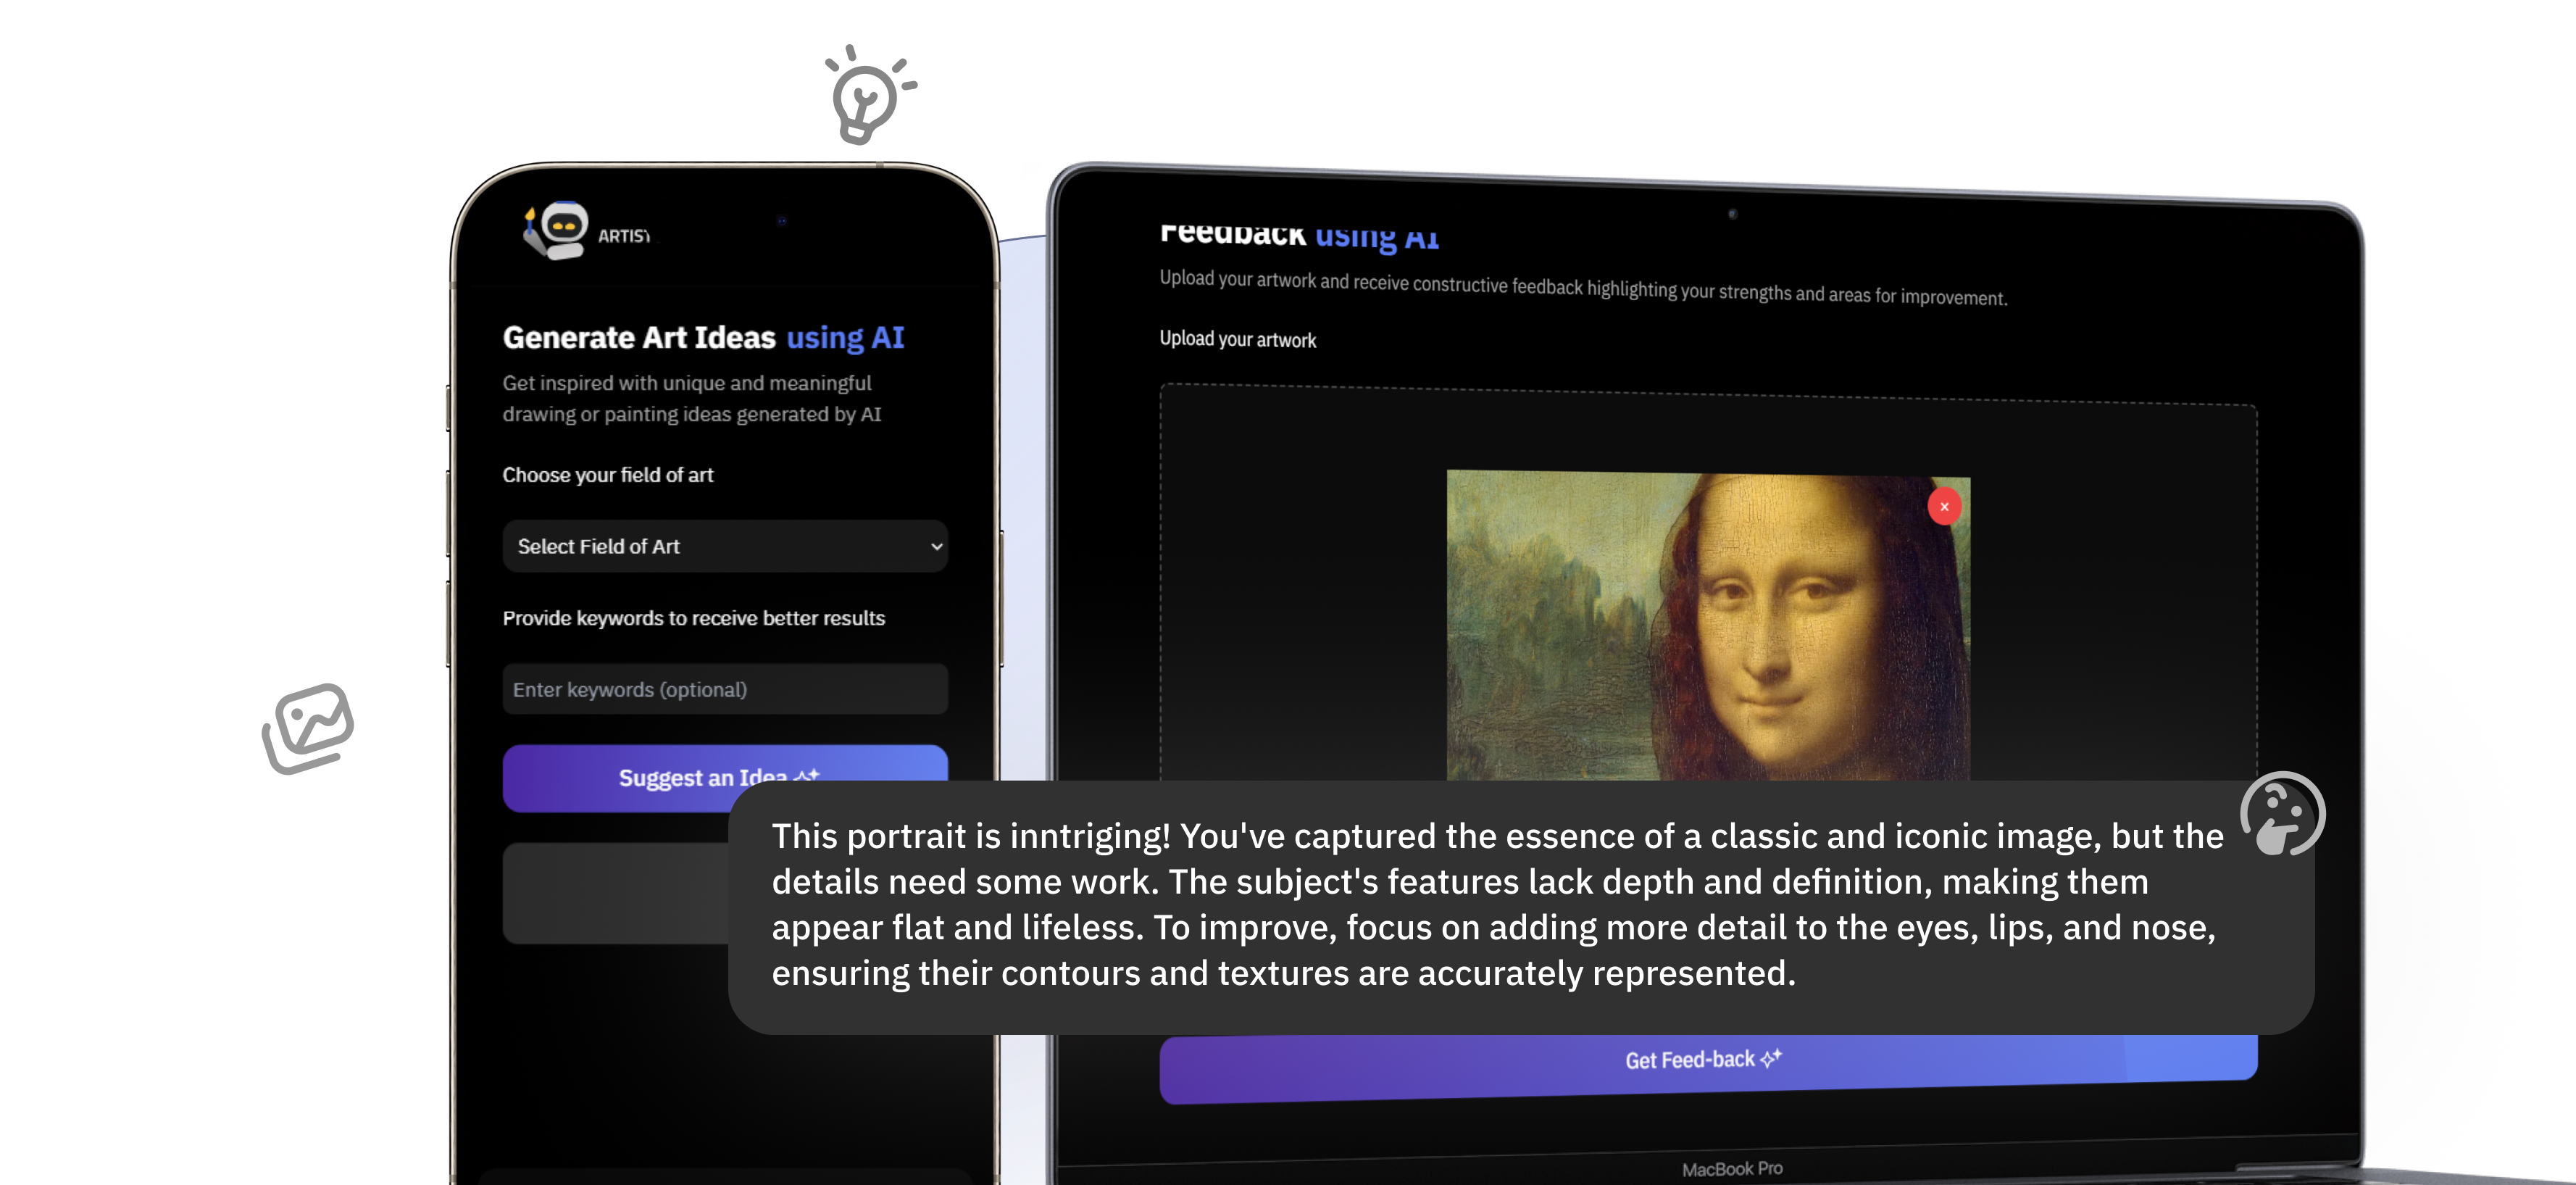 ARTISY
Generate Art Ideas using AI
Get inspired with unique and meaningful
drawing or painting ideas generated by AI
Choose your field of art
Select Field of Art
Provide keywords to receive better results
Enter keywords (optional)
Suggest an Idea
Feedback using AI
Upload your artwork and receive constructive feedback highlighting your strengths and areas for improvement.
Upload your artwork
x
This portrait is inntriging! You've captured the essence of a classic and iconic image, but the
details need some work. The subject's features lack depth and definition, making them
appear flat and lifeless. To improve, focus on adding more detail to the eyes, lips, and nose,
ensuring their contours and textures are accurately represented.
Get Feed-back
MacBook Pro